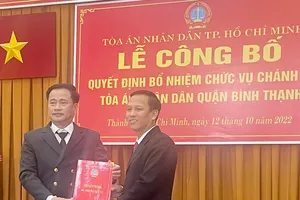 TÒA ÁN NHÂN DÂN TP. HỒ CHÍ MINH
LỄ CÔNG BỐ
QUYẾT ĐỊNH BỔ NHIỆM CHỨC VỤ CHÁNH
TÒA ÁN NHÂN DÂN QUẬN BÌNH THẠNH
Thành Chí Minh, ngày 12 tháng 10 năm 2022